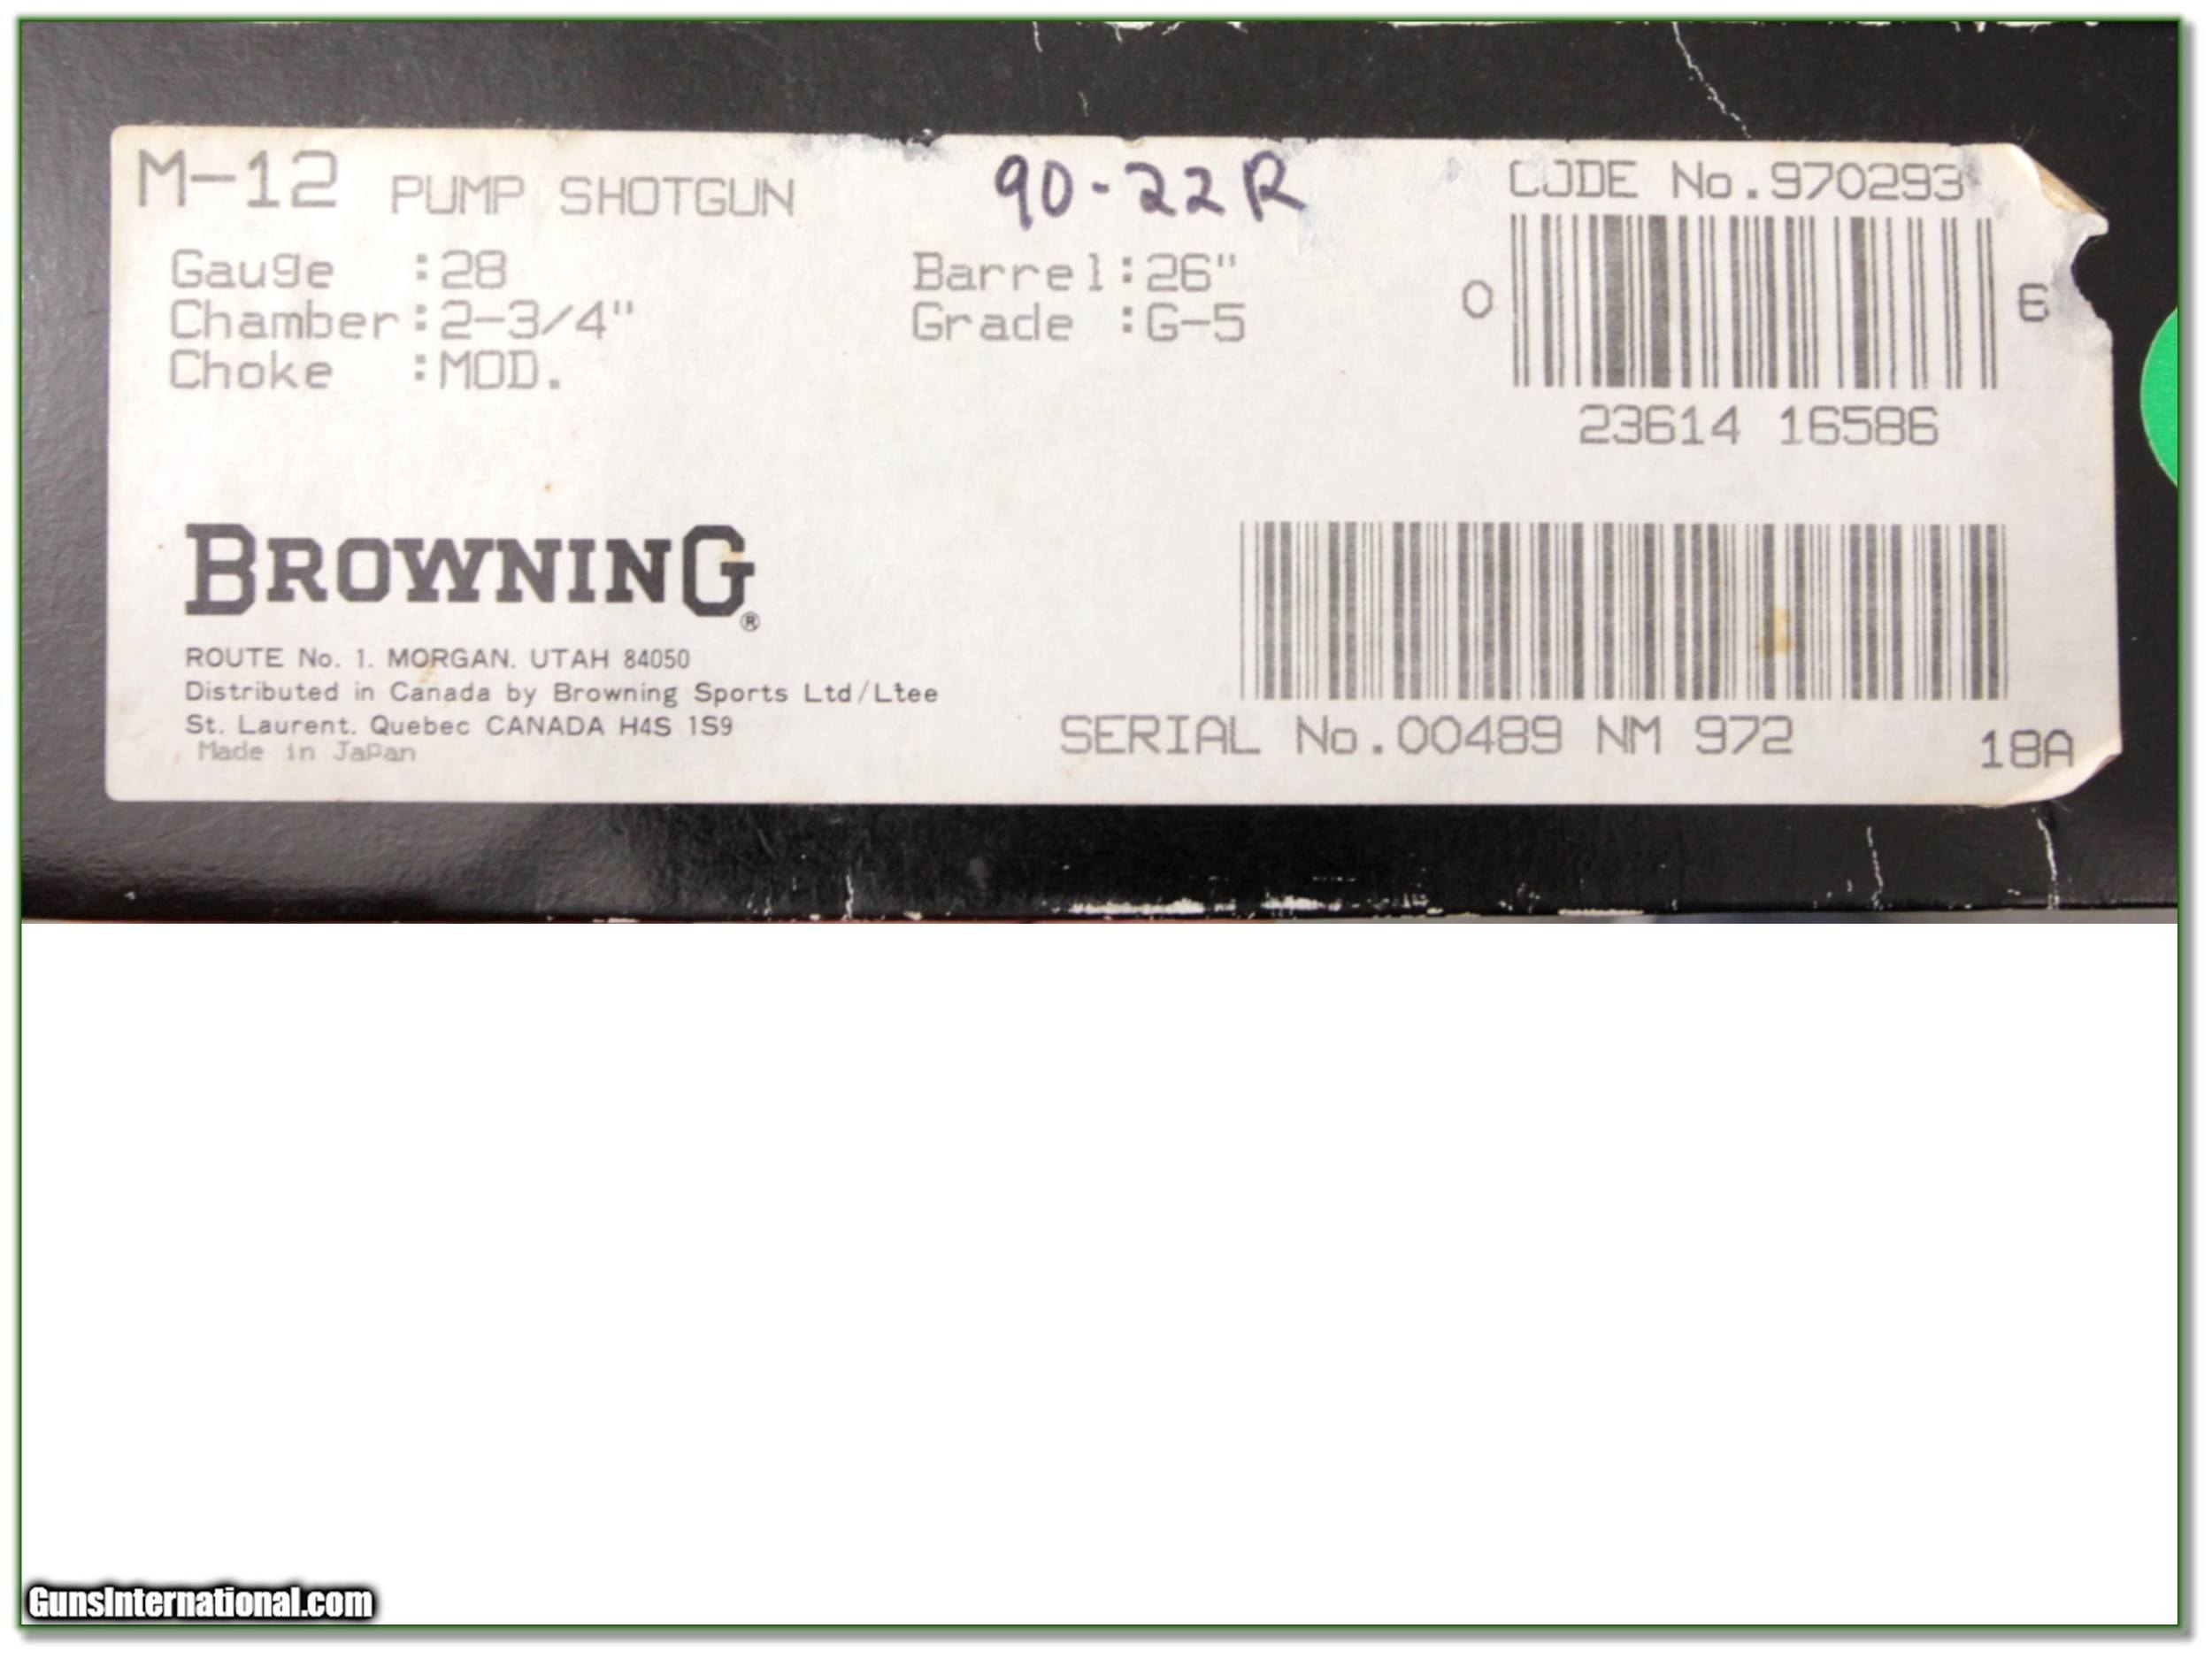 M-12 PUMP SHOTGUN
90-22R
CODE No.970293
Gauge :28
Chamber:2-3/4"
Choke :MOD.
Barrel:26"
Grade :G-5
0
6
23614 16586
BROWNING®
ROUTE No. 1. MORGAN. UTAH 84050
Distributed in Canada by Browning Sports Ltd/Ltee
St. Laurent. Quebec CANADA H4S 1S9
Made in Japan
SERIAL No.00489 NM 972
18A
GunsInternational.com